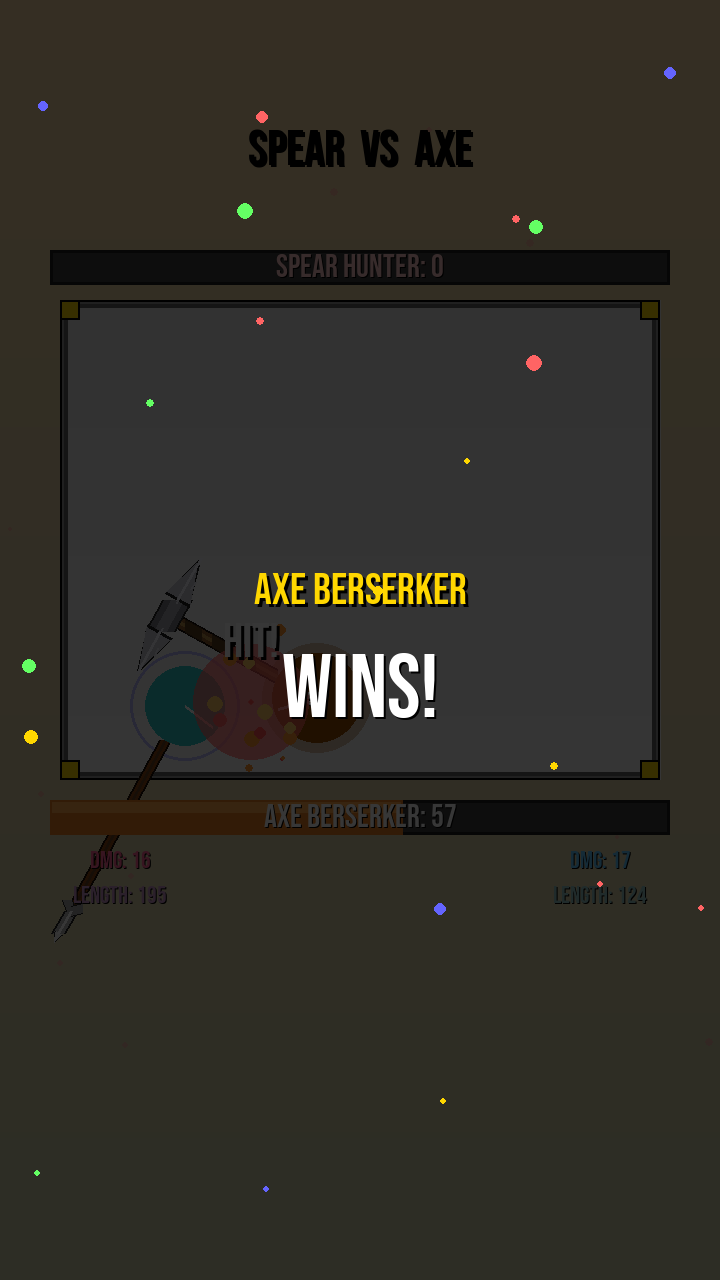 SPEAR VS AXE
SPEAR HUNTER: 0
AXE BERSERKER
HIT!
WINS!
AXE BERSERKER: 57
DMG: 16
DMG: 17
LENGTH: 195
LENGTH: 124